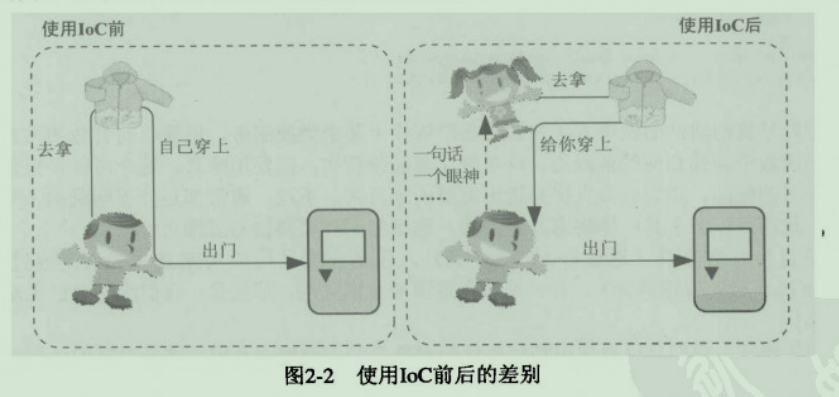 使用IoC前
去拿
自己穿上
出门
使用IoC后
去拿
给你穿上
一句话
一个眼神
……
出门
图2-2 使用IoC前后的差别